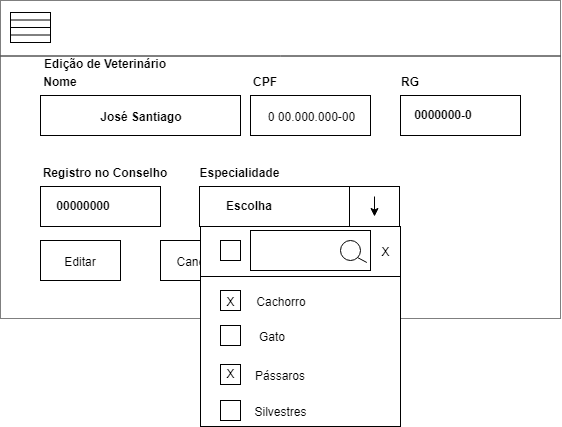 Edição de Veterinário
Nome CPF RG
José Santiago 0 00.000.000-00 0000000-0
Registro no Conselho Especialidade
00000000 Escolha
Editar Canc
X
X Cachorro
Gato
X Pássaros
Silvestres